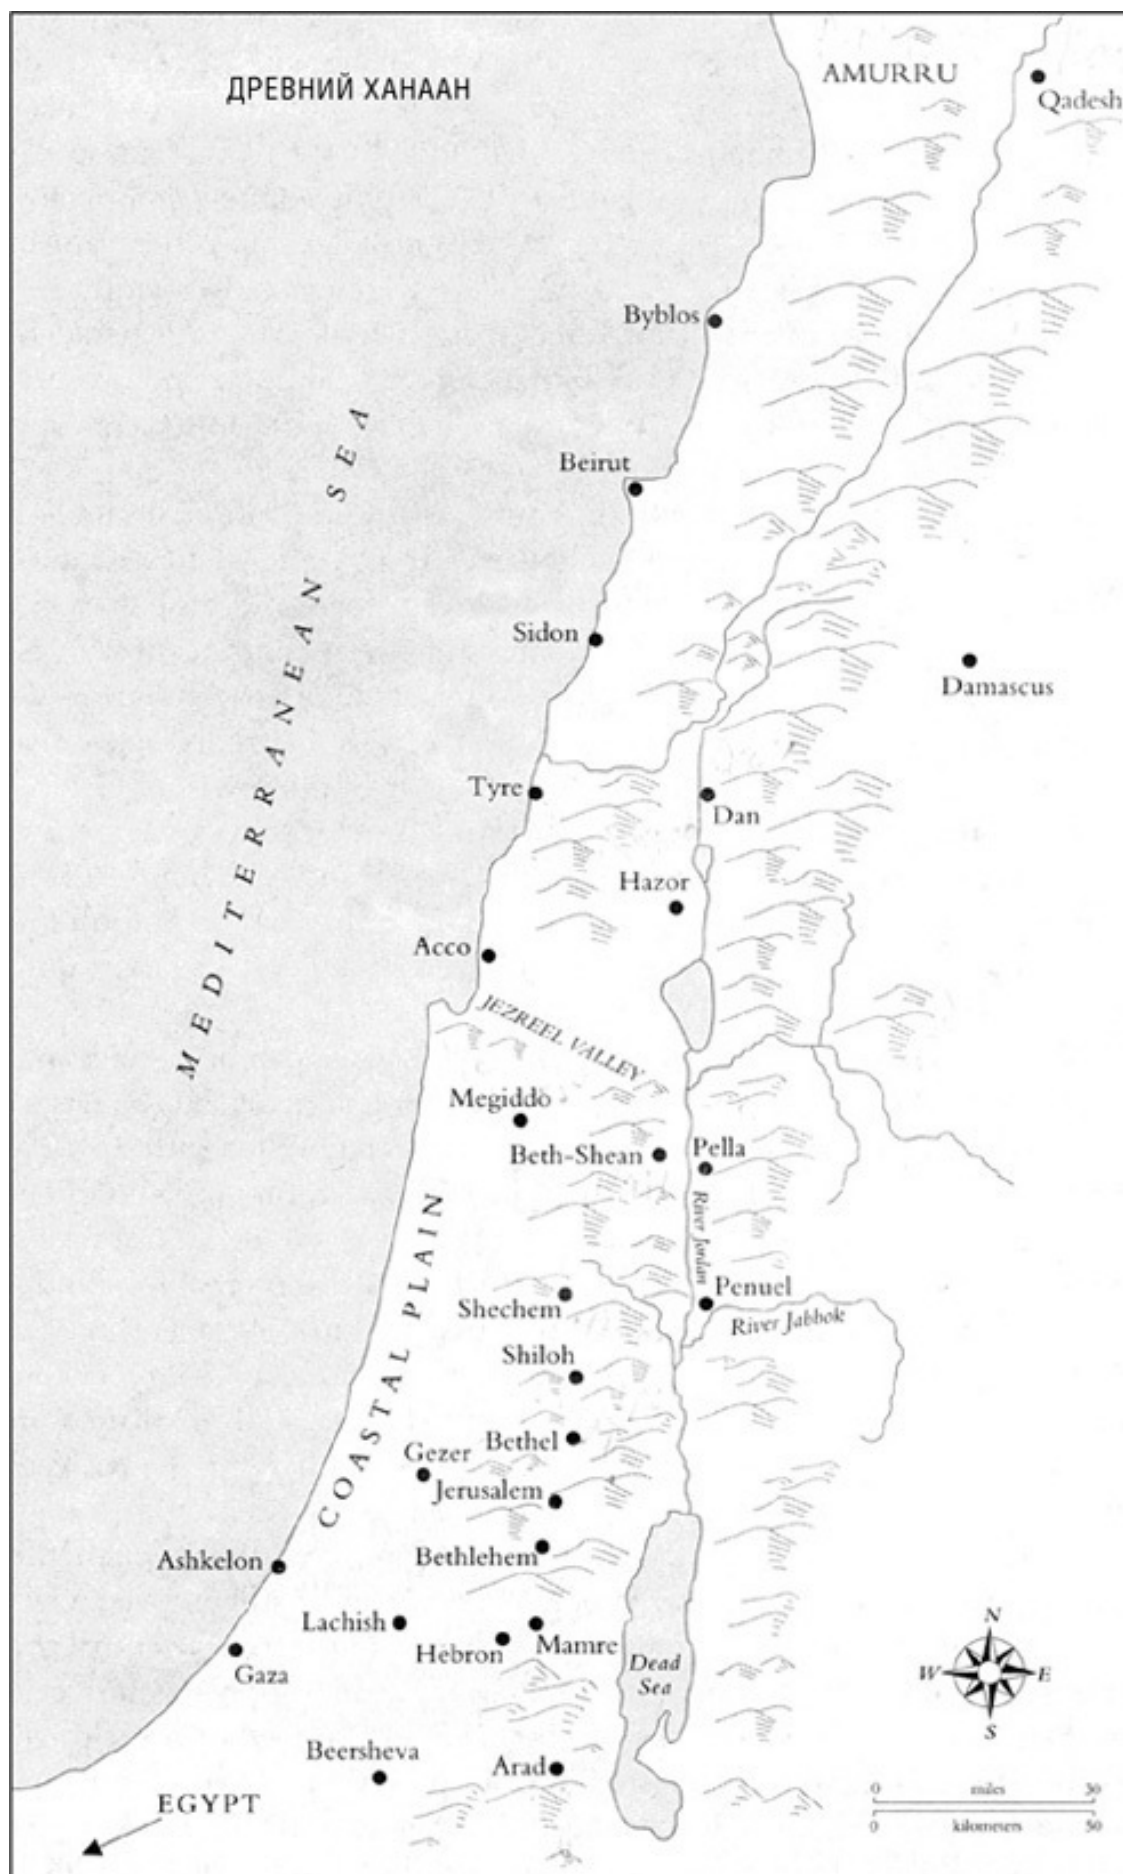 ДРЕВНИЙ ХАНААН
AMURRU
Qadesh
Byblos
MEDITERRANEAN SEA
Beirut
Sidon
Damascus
Tyre
Dan
Hazor
Acco
JEZREEL VALLEY
Megiddo
Beth-Shean
Pella
River Jordan
COASTAL PLAIN
Shechem
Penuel
River Jabbok
Shiloh
Bethel
Gezer
Jerusalem
Bethlehem
Ashkelon
Lachish
Hebron
Mamre
Gaza
Dead
Sea
N
W E
S
Beersheva
Arad
EGYPT
0 miles 30
0 kilometers 50